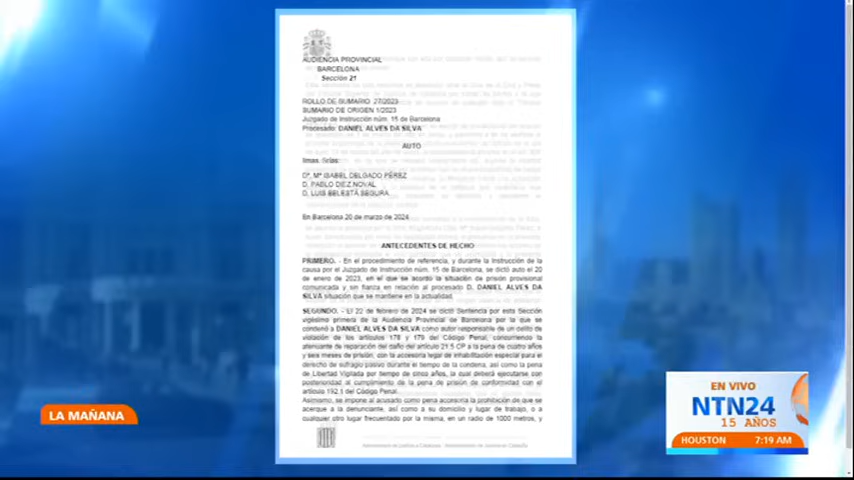 AUDIENCIA PROVINCIAL
BARCELONA
Sección 21
ROLLO DE SUMARIO 27/2023
SUMARIO DE ORIGEN 1/2023
Juzgado de Instrucción núm. 15 de Barcelona
Procesado: DANIEL ALVES DA SILVA
AUTO
Ilmas. Srías:
Dª. Mª ISABEL DELGADO PÉREZ
D. PABLO DIEZ NOVAL
D. LUIS BELESTÁ SEGURA
En Barcelona 20 de marzo de 2024
ANTECEDENTES DE HECHO
PRIMERO. - En el procedimiento de referencia, y durante la Instrucción de la
causa por el Juzgado de Instrucción núm. 15 de Barcelona, se dictó auto el 20
de enero de 2023, en el que se acordó la situación de prisión provisional
comunicada y sin fianza en relación al procesado D. DANIEL ALVES DA
SILVA situación que se mantiene en la actualidad.
SEGUNDO. - El 22 de febrero de 2024 se dictó Sentencia por esta Sección
vigésimo primera de la Audiencia Provincial de Barcelona por la que se
condenó a DANIEL ALVES DA SILVA como autor responsable de un delito de
violación de los artículos 178 y 179 del Código Penal, concurriendo la
atenuante de reparación del daño del artículo 21.5 CP a la pena de cuatro años
y seis meses de prisión, con la accesoria legal de inhabilitación especial para el
derecho de sufragio pasivo durante el tiempo de la condena, así como la pena
de Libertad Vigilada por tiempo de cinco años, la cual deberá ejecutarse con
posterioridad al cumplimiento de la pena de prisión de conformidad con el
artículo 192.1 del Código Penal.
Asimismo, se impone al acusado como pena accesoria la prohibición de que se
acerque a la denunciante, así como a su domicilio y lugar de trabajo, o a
cualquier otro lugar frecuentado por la misma, en un radio de 1000 metros, y
LA MAÑANA
EN VIVO
NTN24
15 AÑOS
HOUSTON 7:19 AM